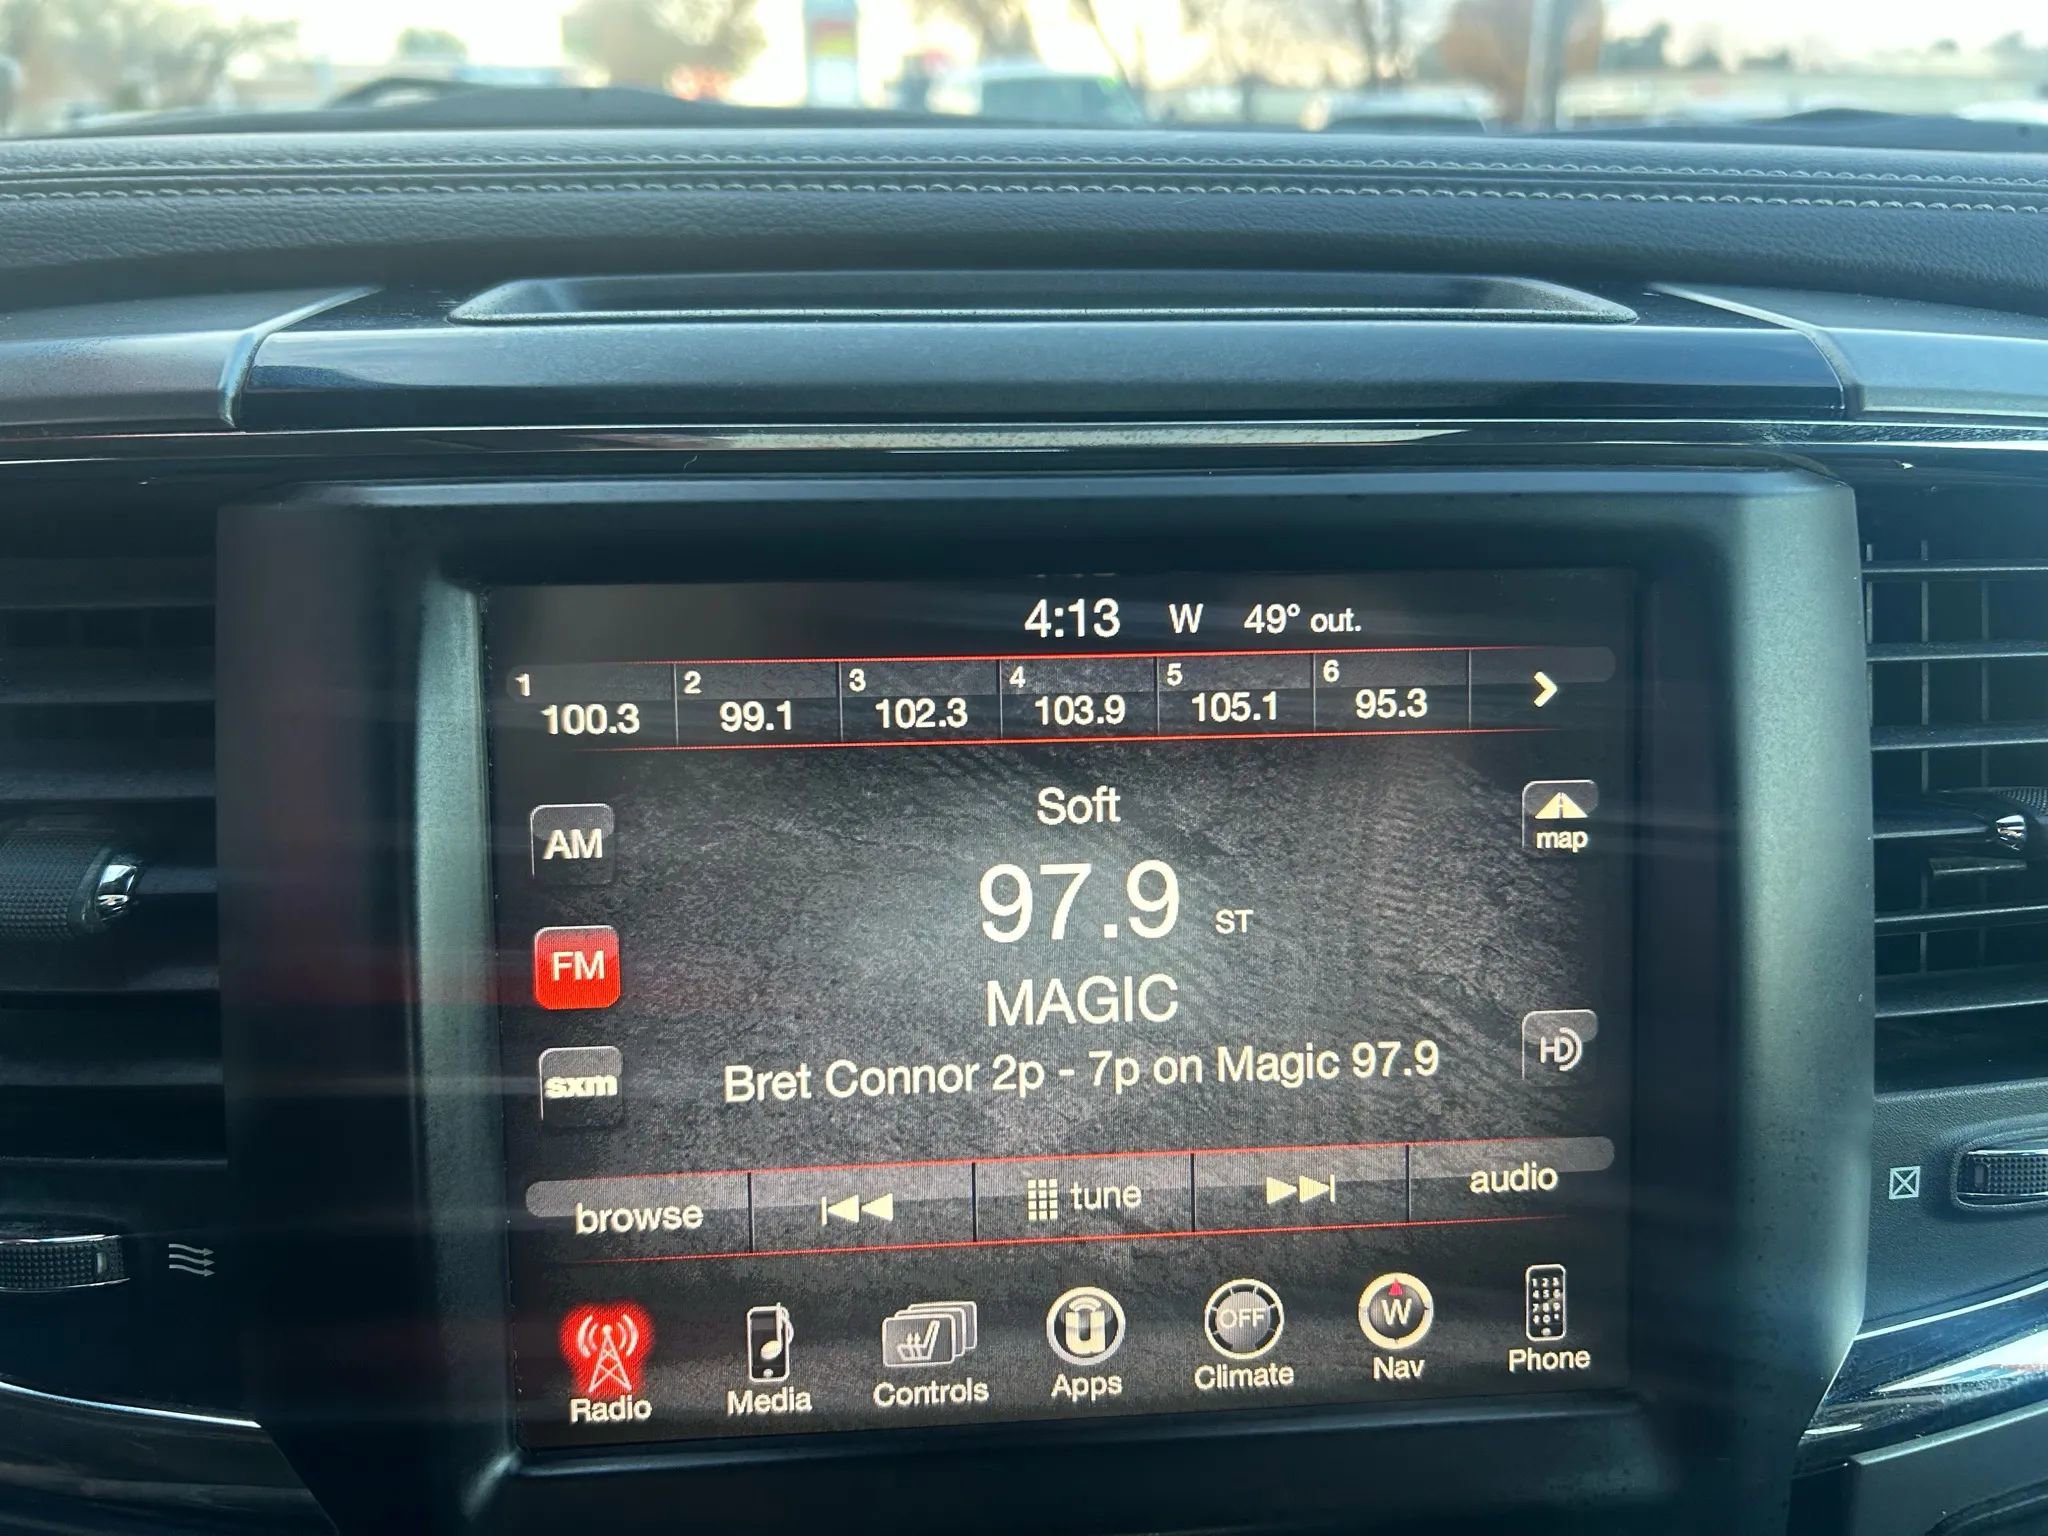 4:13 W 49° out.
1 2 3 4 5 6
100.3 99.1 102.3 103.9 105.1 95.3
Soft
map
AM
97.9 ST
FM
MAGIC
HD
Bret Connor 2p - 7p on Magic 97.9
sxm
browse tune audio
OFF W
Radio Media Controls Apps Climate Nav Phone